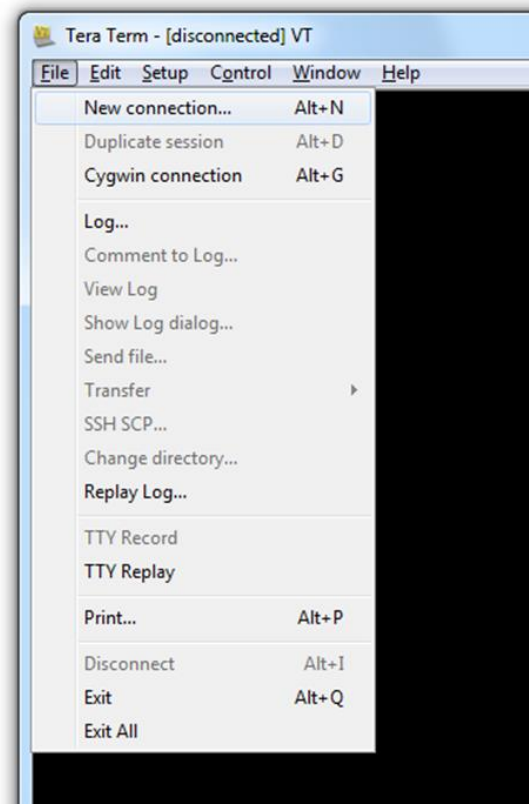 Tera Term - [disconnected] VT
File Edit Setup Control Window Help
New connection... Alt+N
Duplicate session Alt+D
Cygwin connection Alt+G
Log...
Comment to Log...
View Log
Show Log dialog...
Send file...
Transfer
SSH SCP...
Change directory...
Replay Log...
TTY Record
TTY Replay
Print... Alt+P
Disconnect Alt+I
Exit Alt+Q
Exit All